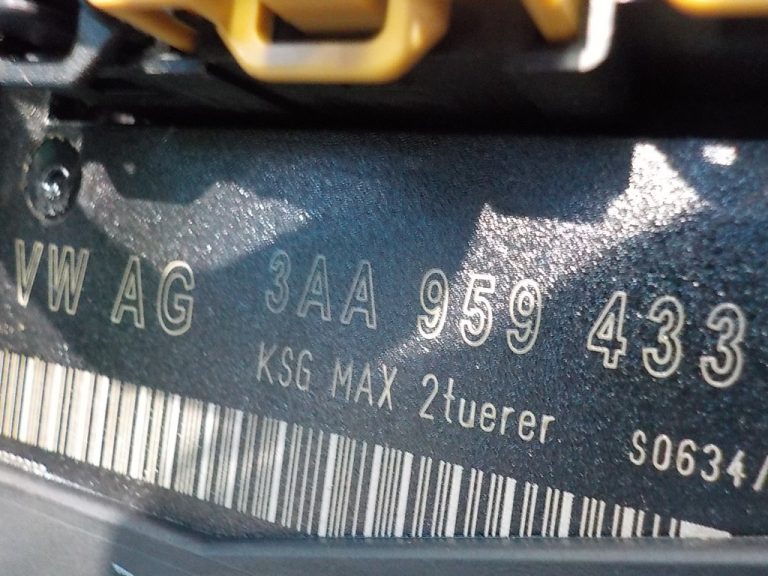 VW AG 3AA 959 433
KSG MAX 2tuerer S0634/